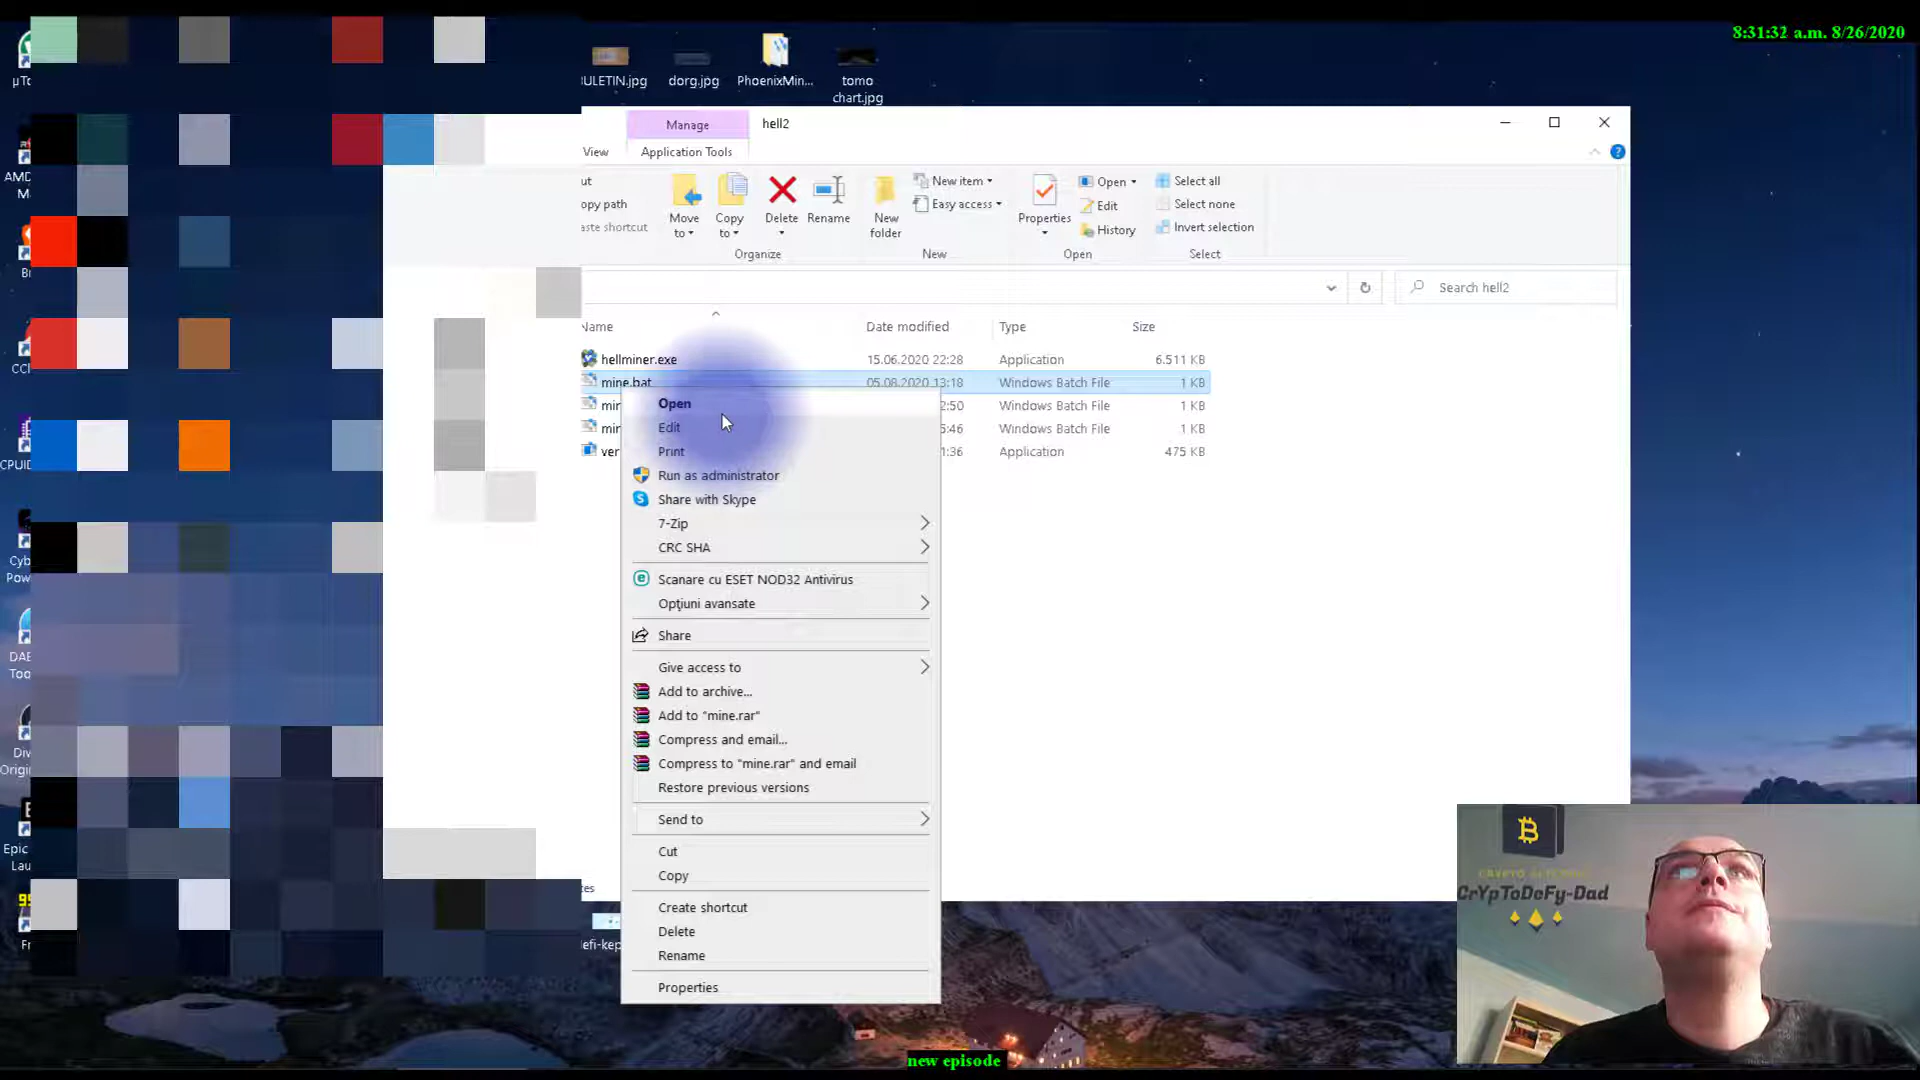 8:31:32 a.m. 8/26/2020
ULETIN.jpg
dorg.jpg
PhoenixMin...
tomo
chart.jpg
µTo
AMD
M
Br
CCl
CPUID
Cyb
Pow
DAE
Too
Div
Origi
Epic
Lau
Fr
Manage
hell2
View
Application Tools
ut
opy path
aste shortcut
Move
to
Copy
to
Delete
Rename
New
folder
New item
Easy access
Properties
Open
Edit
History
Select all
Select none
Invert selection
Organize
New
Open
Select
Search hell2
Name
Date modified
Type
Size
hellminer.exe
15.06.2020 22:28
Application
6.511 KB
mine.bat
05.08.2020 13:18
Windows Batch File
1 KB
mir
2:50
Windows Batch File
1 KB
mir
5:46
Windows Batch File
1 KB
ver
1:36
Application
475 KB
Open
Edit
Print
Run as administrator
Share with Skype
7-Zip
CRC SHA
Scanare cu ESET NOD32 Antivirus
Opțiuni avansate
Share
Give access to
Add to archive...
Add to "mine.rar"
Compress and email...
Compress to "mine.rar" and email
Restore previous versions
Send to
Cut
Copy
Create shortcut
Delete
Rename
Properties
tes
efi-kep
CrYpToDeFy-Dad
new episode